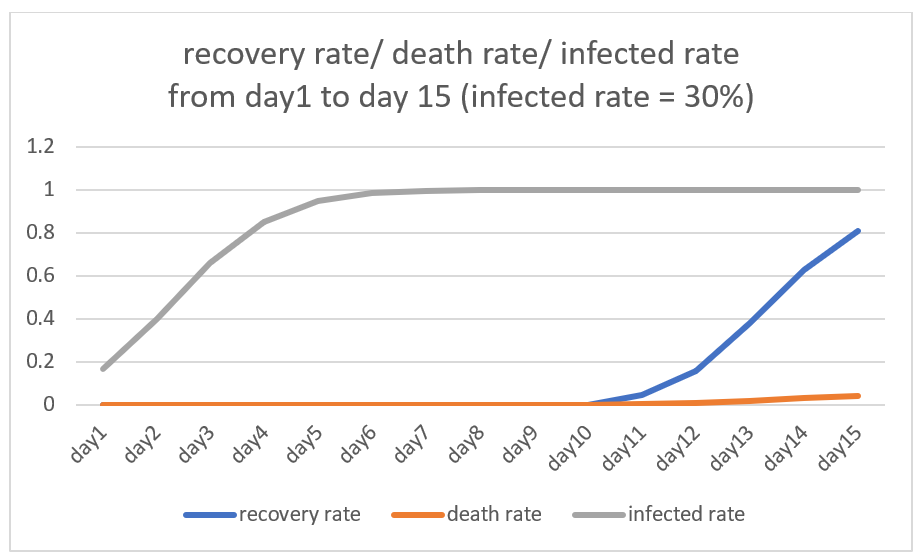 recovery rate/ death rate/ infected rate
from day1 to day 15 (infected rate = 30%)
1.2
1
0.8
0.6
0.4
0.2
0
day1 day2 day3 day4 day5 day6 day7 day8 day9 day10 day11 day12 day13 day14 day15
recovery rate death rate infected rate